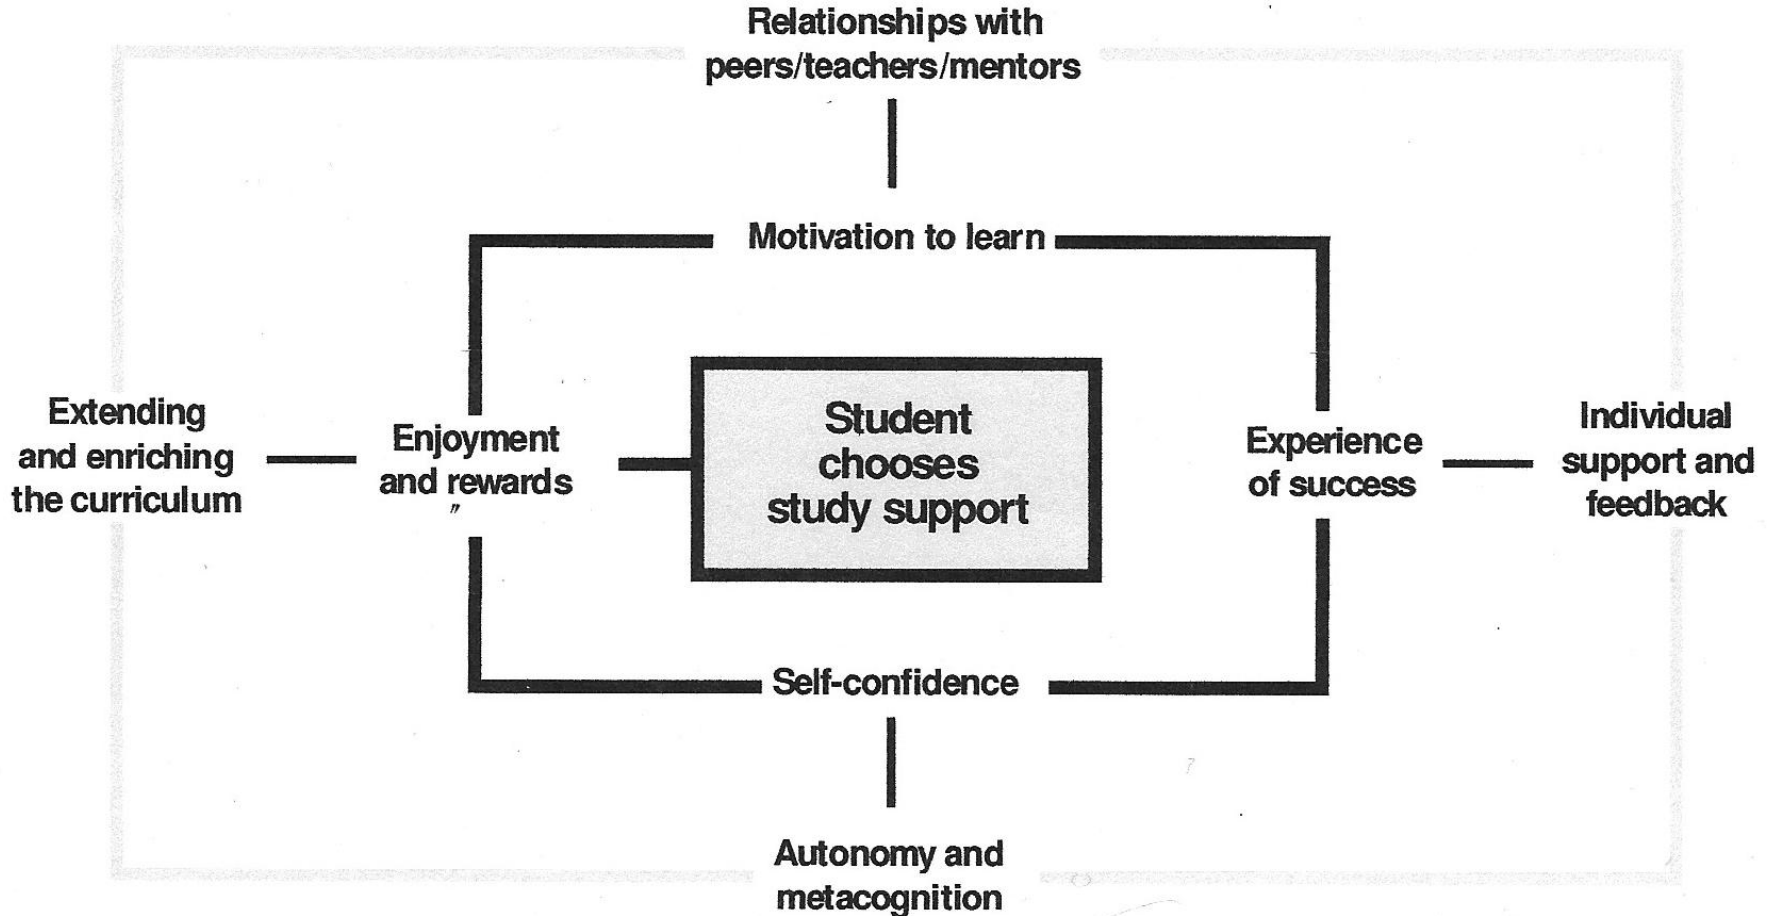 Relationships with
peers/teachers/mentors
Motivation to learn
Extending
and enriching
the curriculum
Enjoyment
and rewards
Student
chooses
study support
Experience
of success
Individual
support and
feedback
Self-confidence
Autonomy and
metacognition